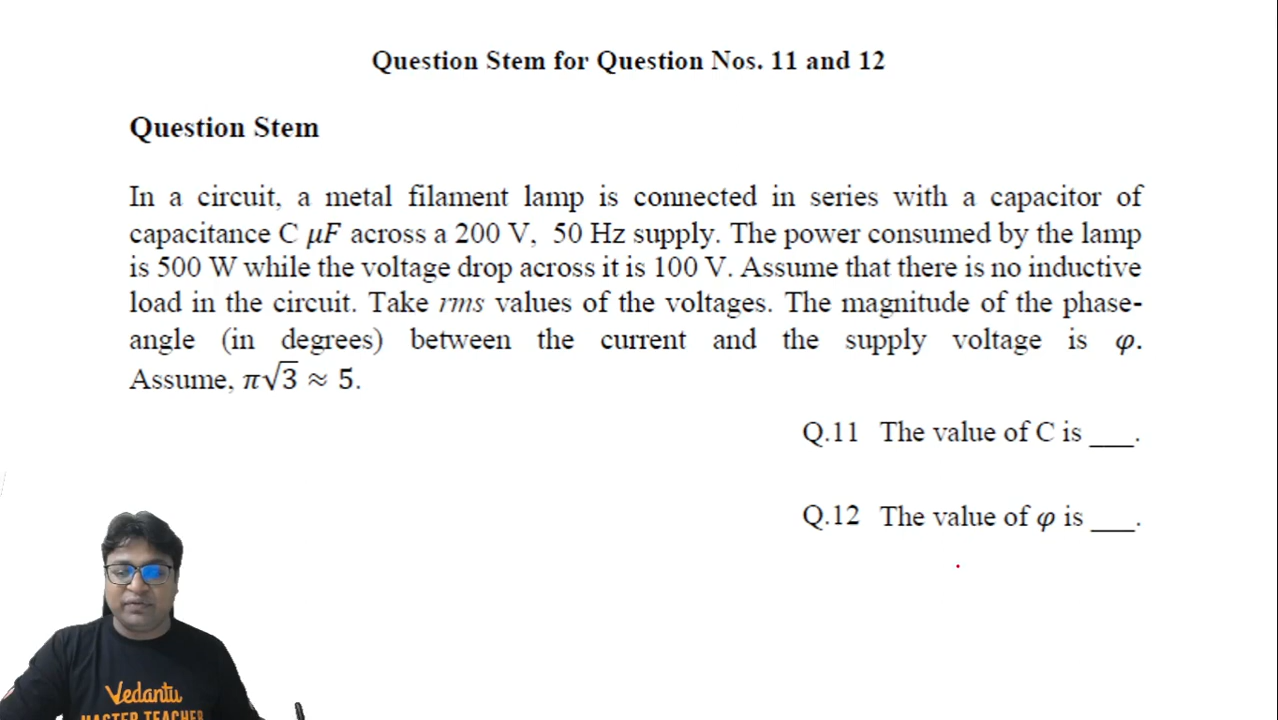 Question Stem for Question Nos. 11 and 12
Question Stem
In a circuit, a metal filament lamp is connected in series with a capacitor of
capacitance C μF across a 200 V, 50 Hz supply. The power consumed by the lamp
is 500 W while the voltage drop across it is 100 V. Assume that there is no inductive
load in the circuit. Take rms values of the voltages. The magnitude of the phase-
angle (in degrees) between the current and the supply voltage is φ.
Assume, π√3 ≈ 5.
Q.11 The value of C is ___.
Q.12 The value of φ is ___.
Vedantu
MASTER TEACHER